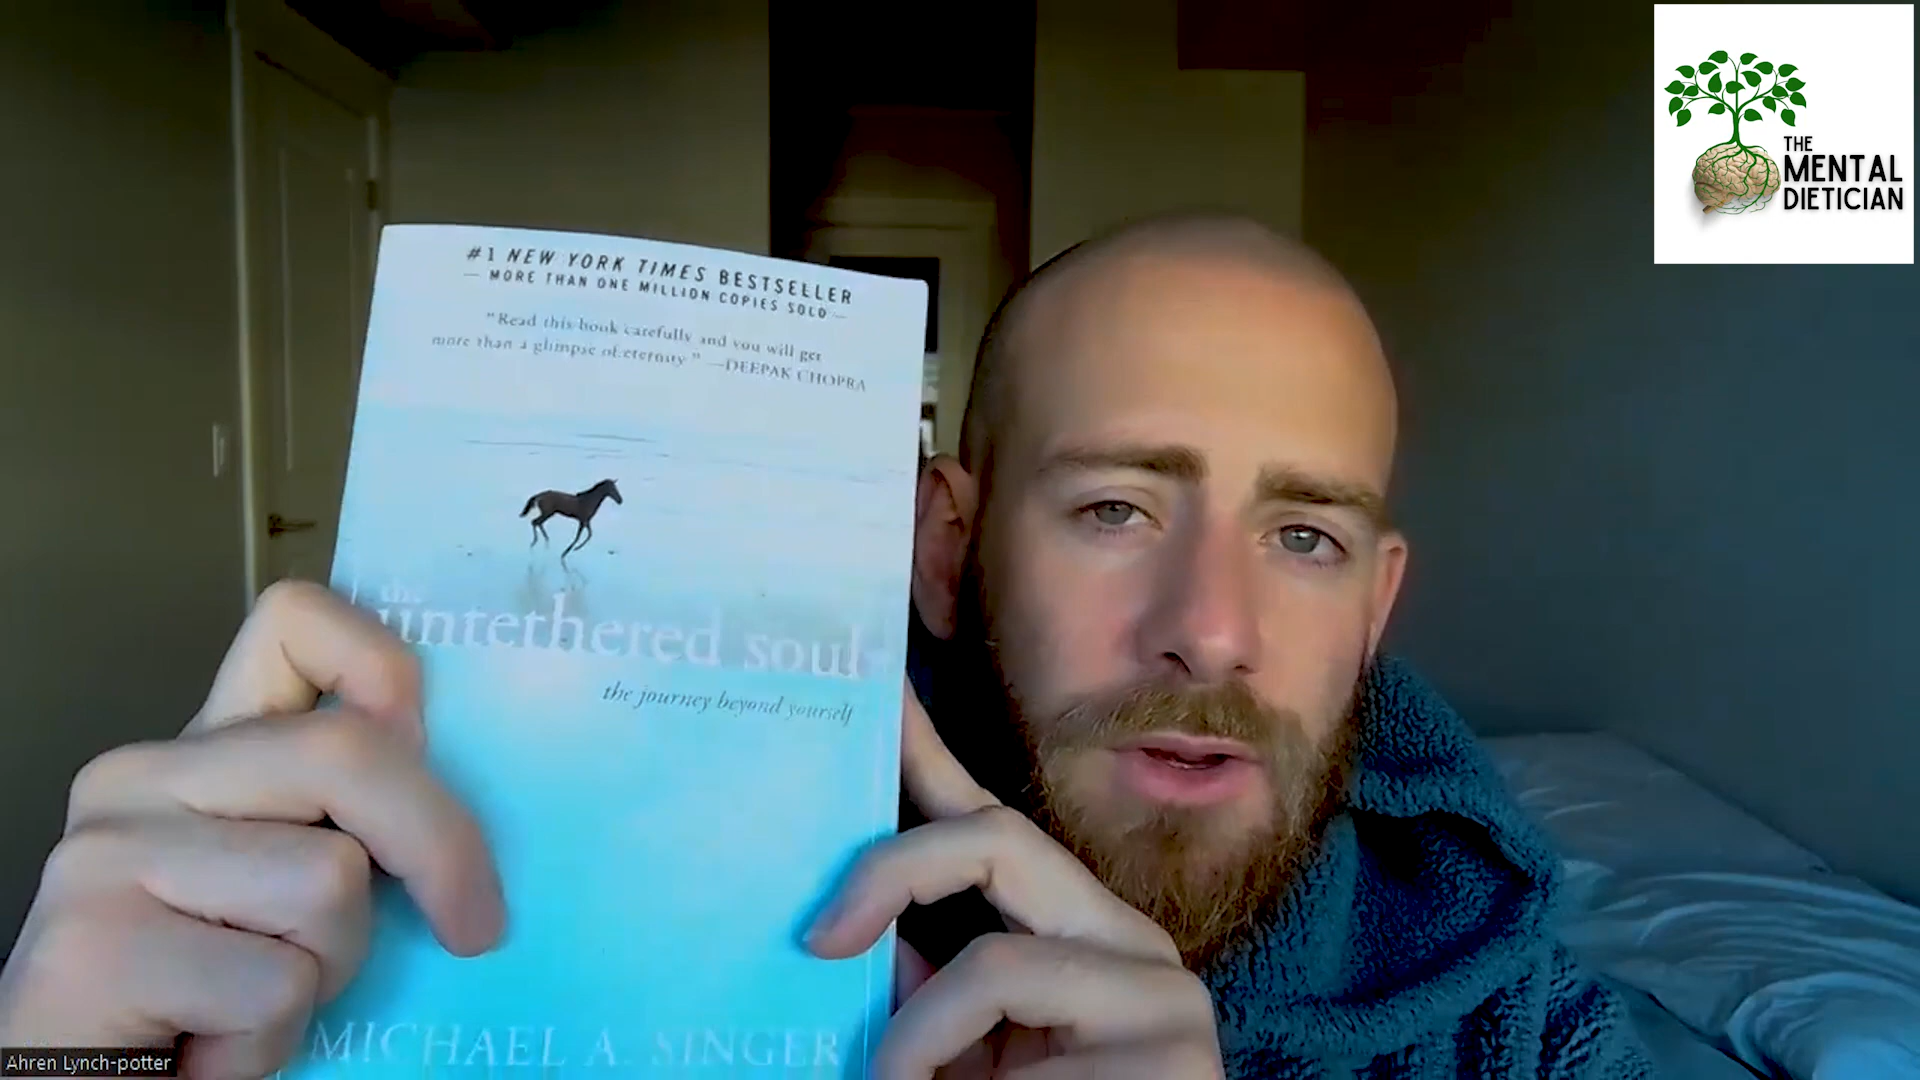 #1 NEW YORK TIMES BESTSELLER
— MORE THAN ONE MILLION COPIES SOLD —
"Read this book carefully and you will get
more than a glimpse of eternity." —DEEPAK CHOPRA
the
untethered soul
the journey beyond yourself
MICHAEL A. SINGER
THE
MENTAL
DIETICIAN
Ahren Lynch-potter